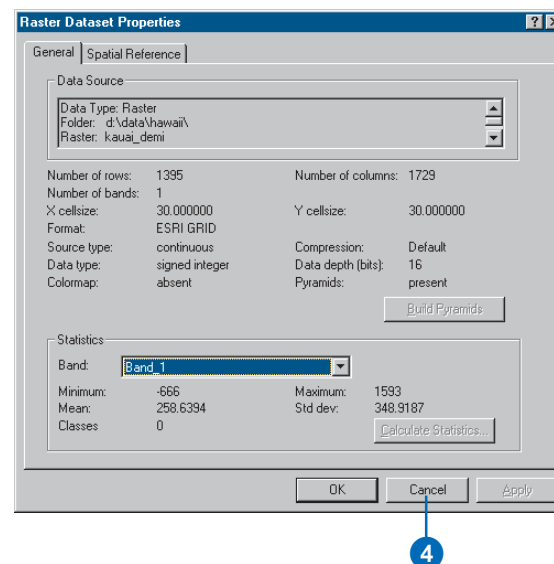 Raster Dataset Properties
General Spatial Reference
Data Source
Data Type: Raster
Folder: d:\data\hawaii\
Raster: kauai_demi
Number of rows: 1395 Number of columns: 1729
Number of bands: 1
X cellsize: 30.000000 Y cellsize: 30.000000
Format: ESRI GRID
Source type: continuous Compression: Default
Data type: signed integer Data depth (bits): 16
Colormap: absent Pyramids: present
Build Pyramids
Statistics
Band: Band_1
Minimum: -666 Maximum: 1593
Mean: 258.6394 Std dev: 348.9187
Classes 0 Calculate Statistics...
OK Cancel Apply
4